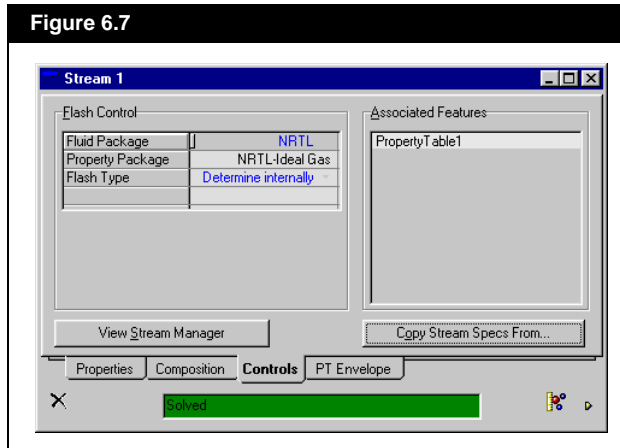 Figure 6.7
Stream 1
Flash Control
Fluid Package NRTL
Property Package NRTL-Ideal Gas
Flash Type Determine internally
Associated Features
PropertyTable1
View Stream Manager
Copy Stream Specs From...
Properties Composition Controls PT Envelope
Solved